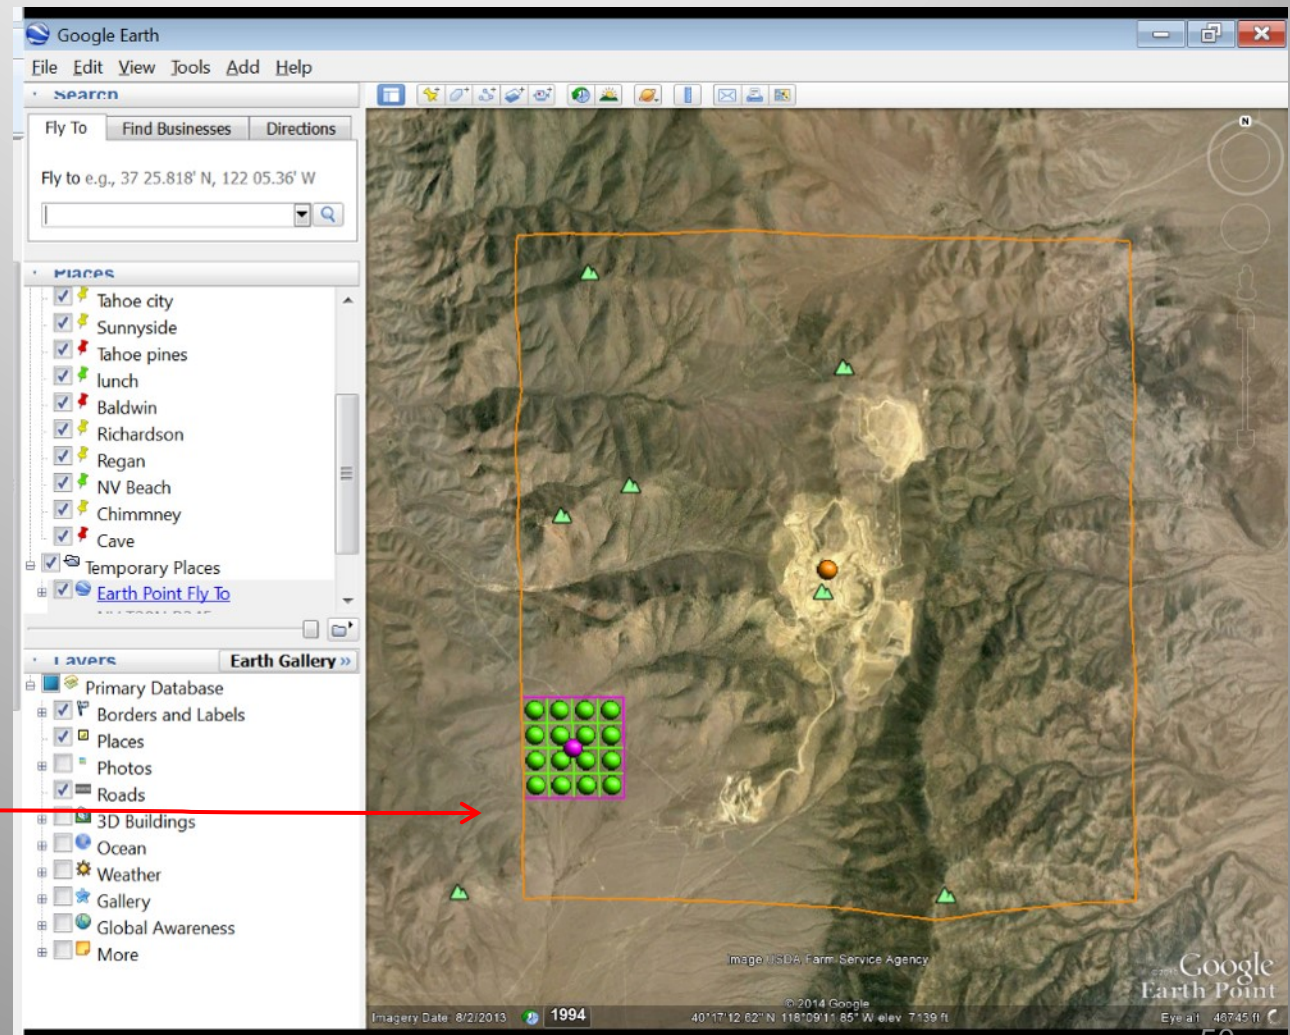 Google Earth
File Edit View Tools Add Help
Search
Fly To Find Businesses Directions
Fly to e.g., 37 25.818' N, 122 05.36' W
Places
Tahoe city
Sunnyside
Tahoe pines
lunch
Baldwin
Richardson
Regan
NV Beach
Chimmney
Cave
Temporary Places
Earth Point Fly To
Layers Earth Gallery »
Primary Database
Borders and Labels
Places
Photos
Roads
3D Buildings
Ocean
Weather
Gallery
Global Awareness
More
N
Image USDA Farm Service Agency
© 2014 Google
Google
Earth Point
Imagery Date: 8/2/2013 1994 40°17'12.62" N 118°09'11.85" W elev 7139 ft Eye alt 46745 ft